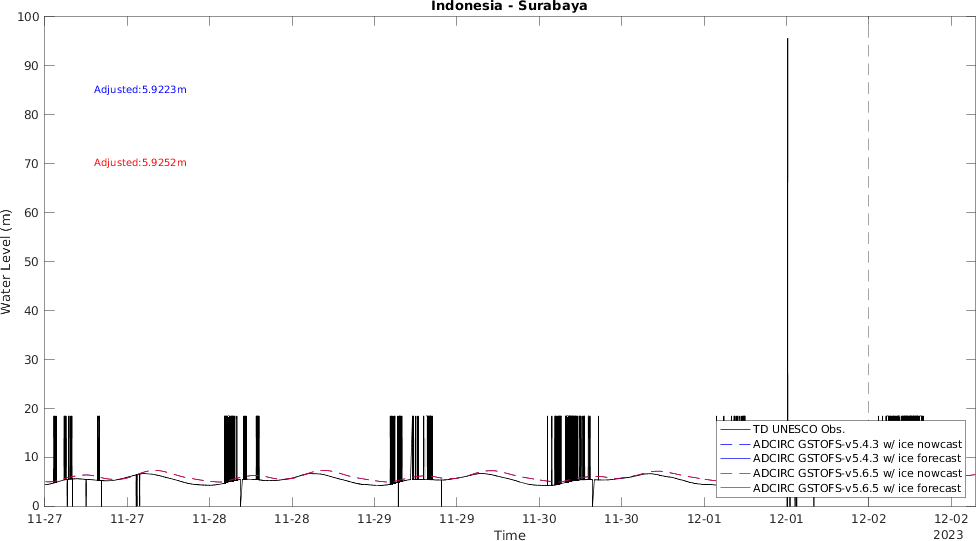 Indonesia - Surabaya
100
90
80
70
60
50
40
30
20
10
0
Water Level (m)
Adjusted:5.9223m
Adjusted:5.9252m
TD UNESCO Obs.
ADCIRC GSTOFS-v5.4.3 w/ ice nowcast
ADCIRC GSTOFS-v5.4.3 w/ ice forecast
ADCIRC GSTOFS-v5.6.5 w/ ice nowcast
ADCIRC GSTOFS-v5.6.5 w/ ice forecast
11-27 11-27 11-28 11-28 11-29 11-29 11-30 11-30 12-01 12-01 12-02 12-02
2023
Time